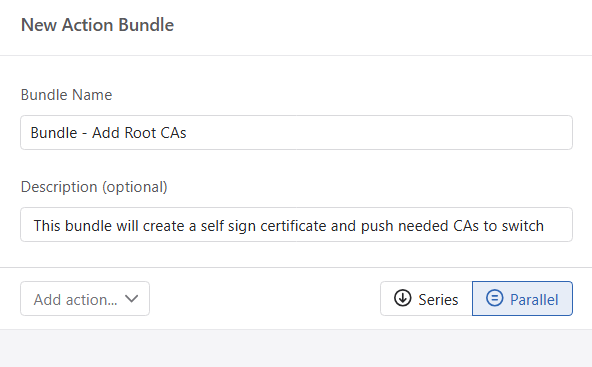 New Action Bundle
Bundle Name
Bundle - Add Root CAs
Description (optional)
This bundle will create a self sign certificate and push needed CAs to switch
Add action... Series Parallel